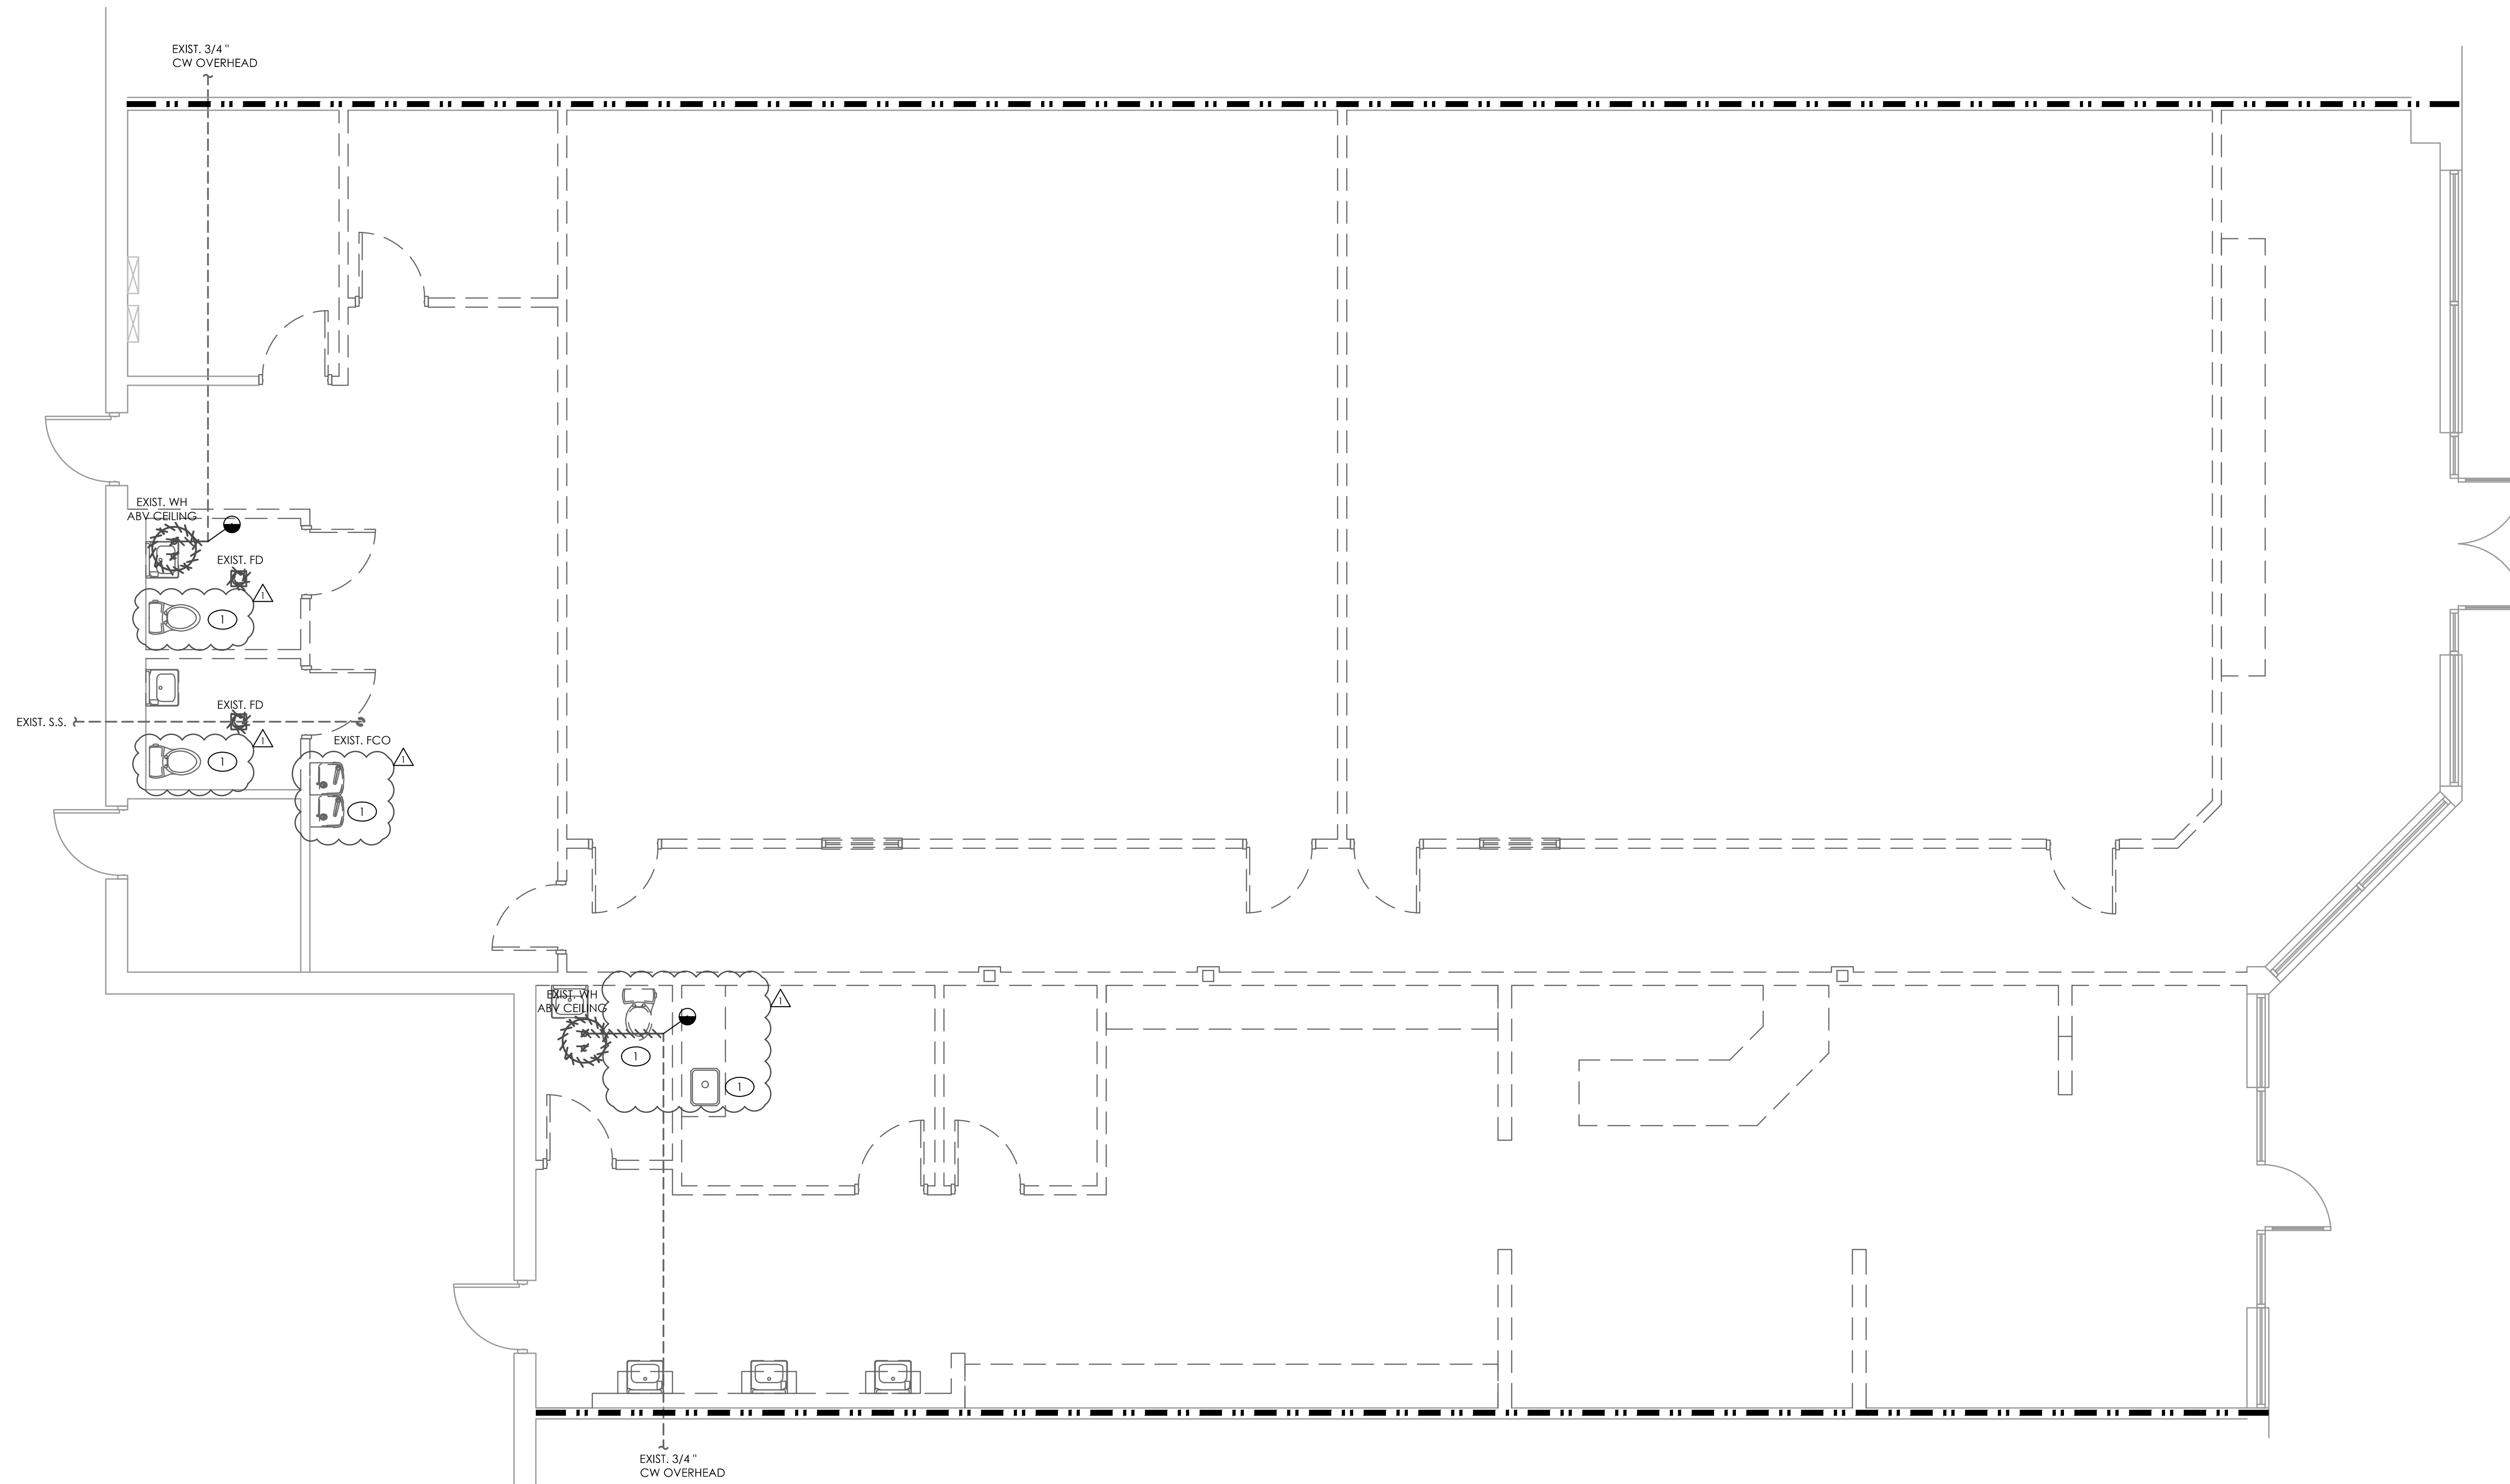 EXIST. 3/4 "
CW OVERHEAD
EXIST. WH
ABV CEILING
EXIST. FD
1
1
EXIST. FD
EXIST. S.S.
1
EXIST. FCO
1
1
1
EXIST. WH
ABV CEILING
1
1
1
EXIST. 3/4 "
CW OVERHEAD